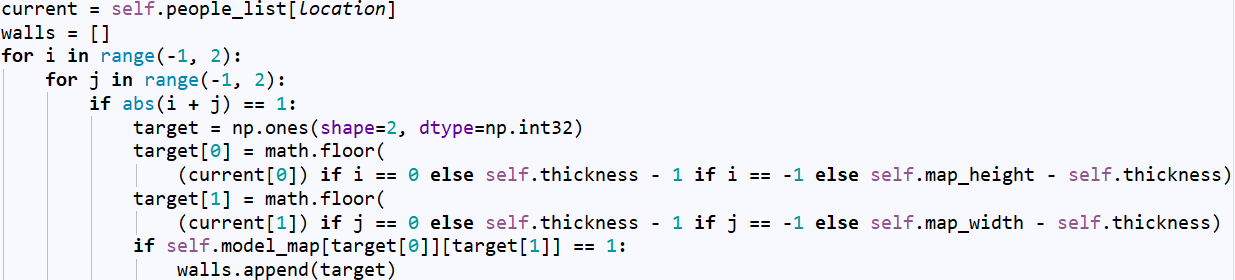 current = self.people_list[location]
walls = []
for i in range(-1, 2):
    for j in range(-1, 2):
        if abs(i + j) == 1:
            target = np.ones(shape=2, dtype=np.int32)
            target[0] = math.floor(
                (current[0]) if i == 0 else self.thickness - 1 if i == -1 else self.map_height - self.thickness)
            target[1] = math.floor(
                (current[1]) if j == 0 else self.thickness - 1 if j == -1 else self.map_width - self.thickness)
            if self.model_map[target[0]][target[1]] == 1:
                walls.append(target)